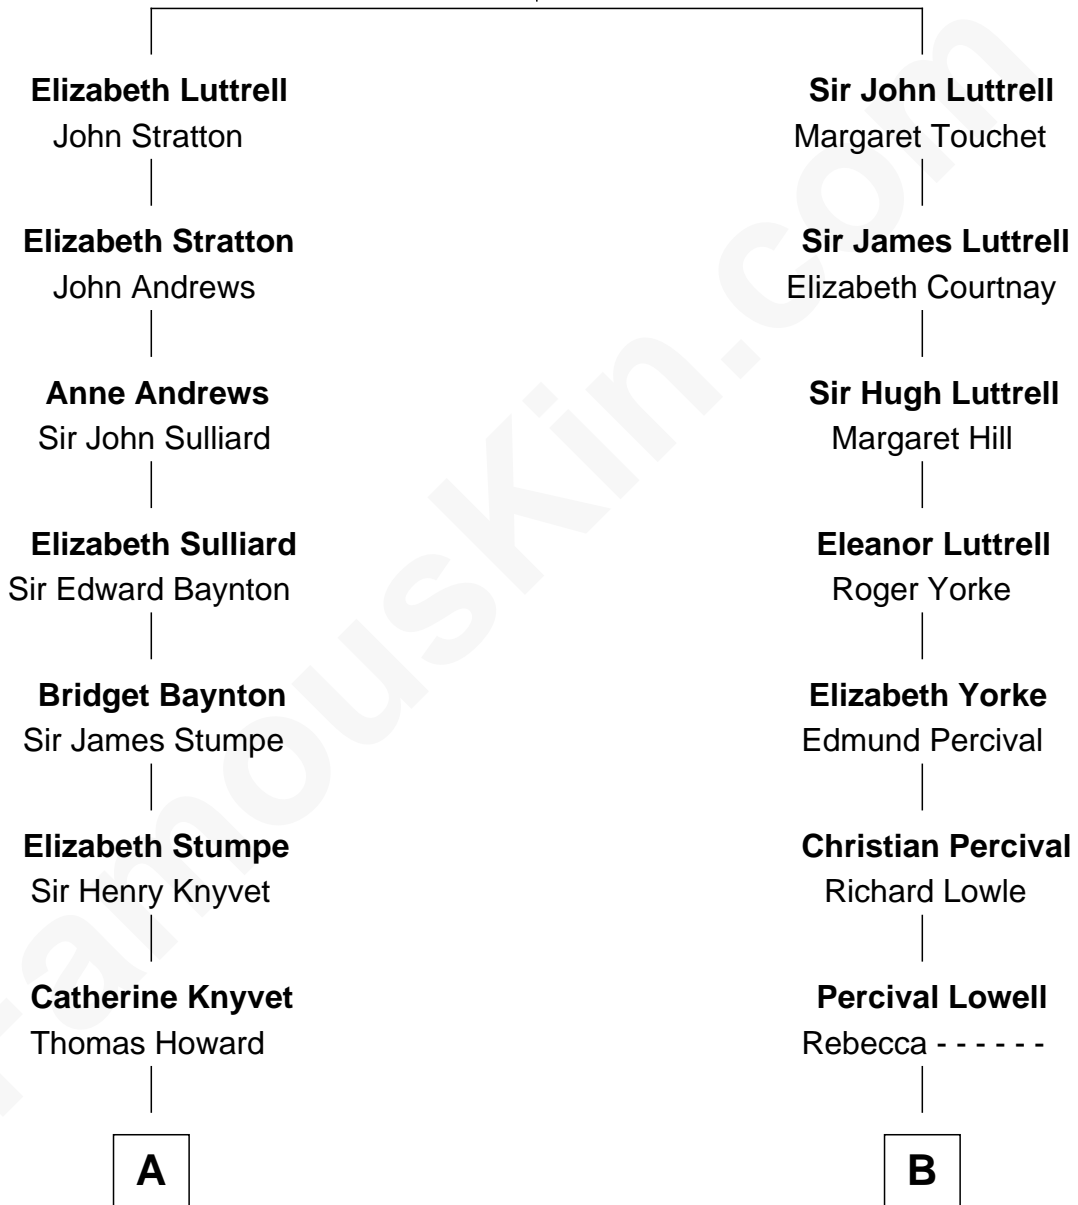 Elizabeth Luttrell
John Stratton
Elizabeth Stratton
John Andrews
Anne Andrews
Sir John Sulliard
Elizabeth Sulliard
Sir Edward Baynton
Bridget Baynton
Sir James Stumpe
Elizabeth Stumpe
Sir Henry Knyvet
Catherine Knyvet
Thomas Howard
A
Sir John Luttrell
Margaret Touchet
Sir James Luttrell
Elizabeth Courtnay
Sir Hugh Luttrell
Margaret Hill
Eleanor Luttrell
Roger Yorke
Elizabeth Yorke
Edmund Percival
Christian Percival
Richard Lowle
Percival Lowell
Rebecca - - - - - -
B
FamousKin.com